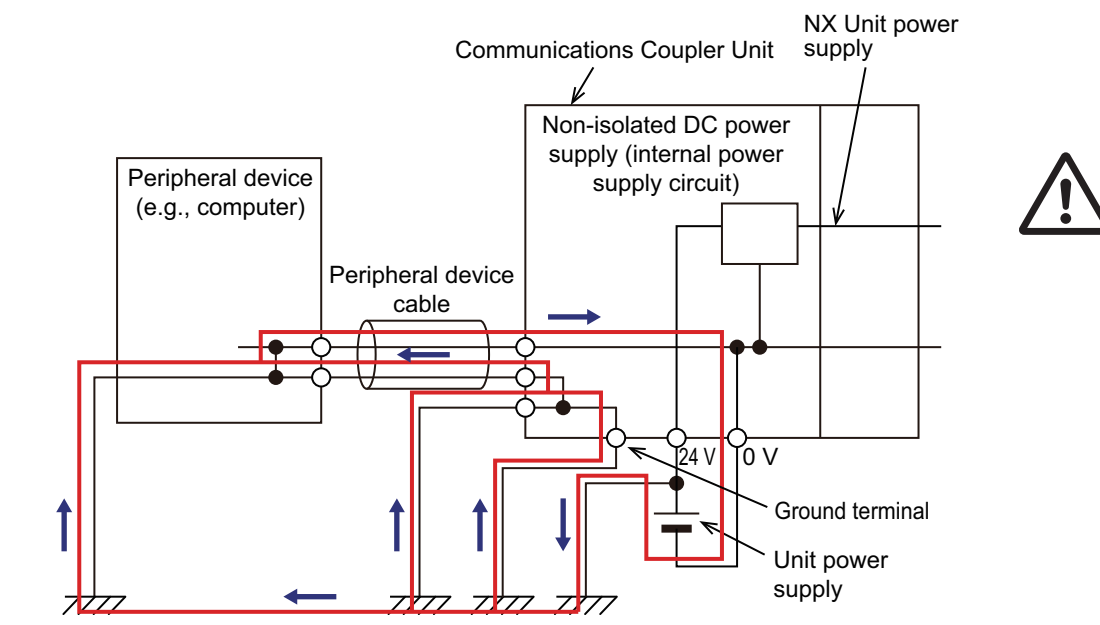 NX Unit power
supply
Communications Coupler Unit
Non-isolated DC power
supply (internal power
supply circuit)
Peripheral device
(e.g., computer)
Peripheral device
cable
24 V
0 V
Ground terminal
Unit power
supply